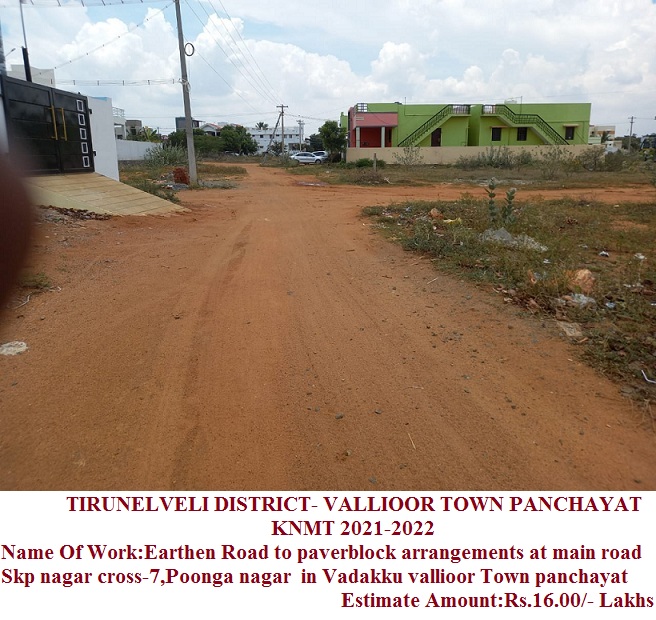 TIRUNELVELI DISTRICT- VALLIOOR TOWN PANCHAYAT
KNMT 2021-2022
Name Of Work:Earthen Road to paverblock arrangements at main road
Skp nagar cross-7,Poonga nagar in Vadakku vallioor Town panchayat
Estimate Amount:Rs.16.00/- Lakhs